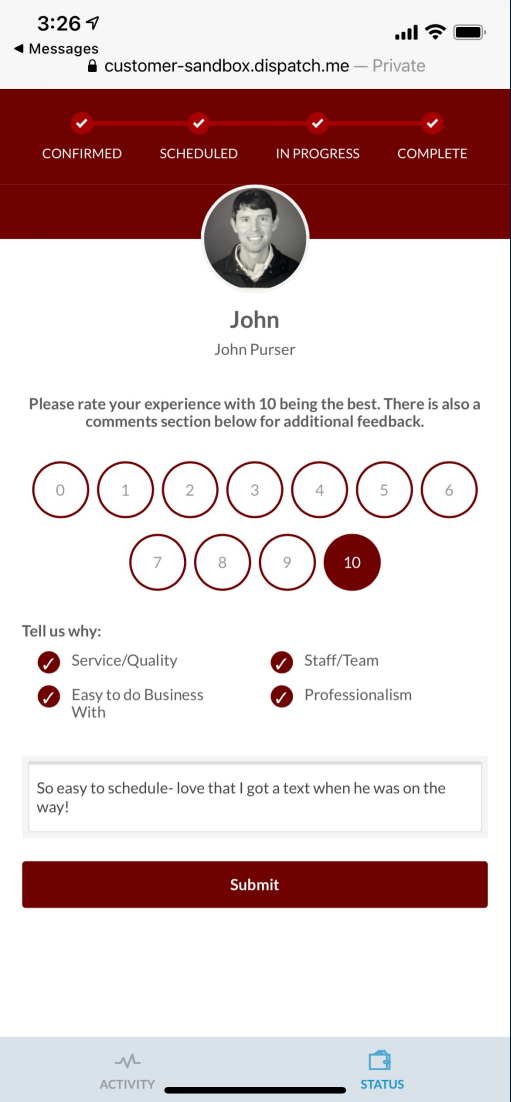 3:26
Messages
customer-sandbox.dispatch.me — Private
CONFIRMED
SCHEDULED
IN PROGRESS
COMPLETE
John
John Purser
Please rate your experience with 10 being the best. There is also a
comments section below for additional feedback.
0
1
2
3
4
5
6
7
8
9
10
Tell us why:
Service/Quality
Staff/Team
Easy to do Business
With
Professionalism
So easy to schedule- love that I got a text when he was on the
way!
Submit
ACTIVITY
STATUS